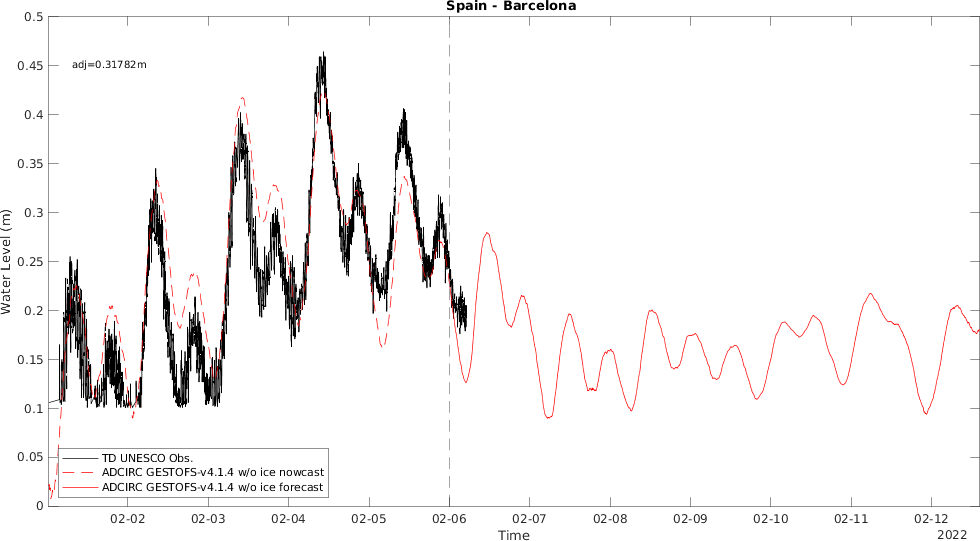 Spain - Barcelona
0.5
0.45
adj=0.31782m
0.4
0.35
0.3
0.25
0.2
0.15
0.1
0.05
0
Water Level (m)
TD UNESCO Obs.
ADCIRC GESTOFS-v4.1.4 w/o ice nowcast
ADCIRC GESTOFS-v4.1.4 w/o ice forecast
02-02 02-03 02-04 02-05 02-06 02-07 02-08 02-09 02-10 02-11 02-12
Time
2022